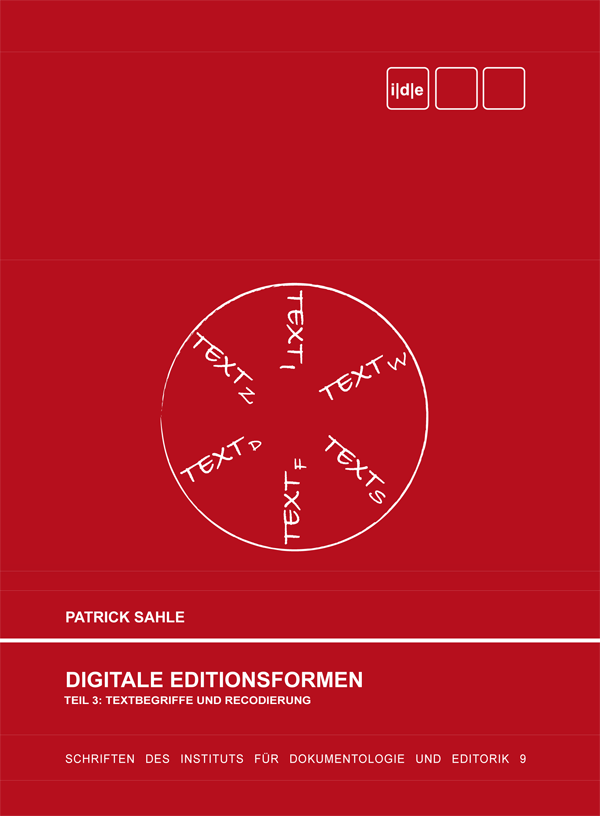 i|d|e
TEXT I
TEXT W
TEXT S
TEXT F
TEXT D
TEXT Z
PATRICK SAHLE
DIGITALE EDITIONSFORMEN
TEIL 3: TEXTBEGRIFFE UND RECODIERUNG
SCHRIFTEN DES INSTITUTS FÜR DOKUMENTOLOGIE UND EDITORIK 9